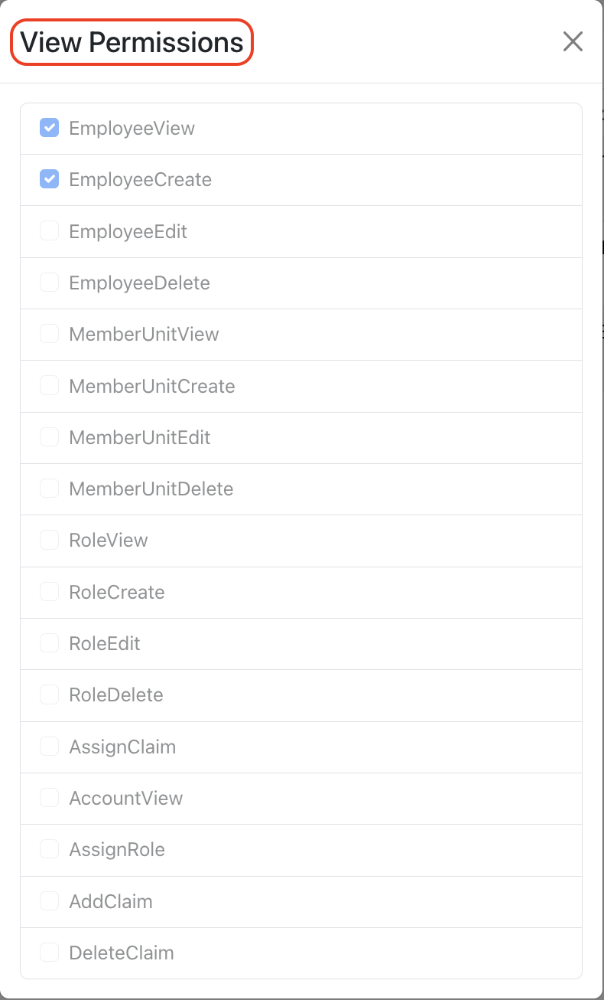 View Permissions
EmployeeView
EmployeeCreate
EmployeeEdit
EmployeeDelete
MemberUnitView
MemberUnitCreate
MemberUnitEdit
MemberUnitDelete
RoleView
RoleCreate
RoleEdit
RoleDelete
AssignClaim
AccountView
AssignRole
AddClaim
DeleteClaim